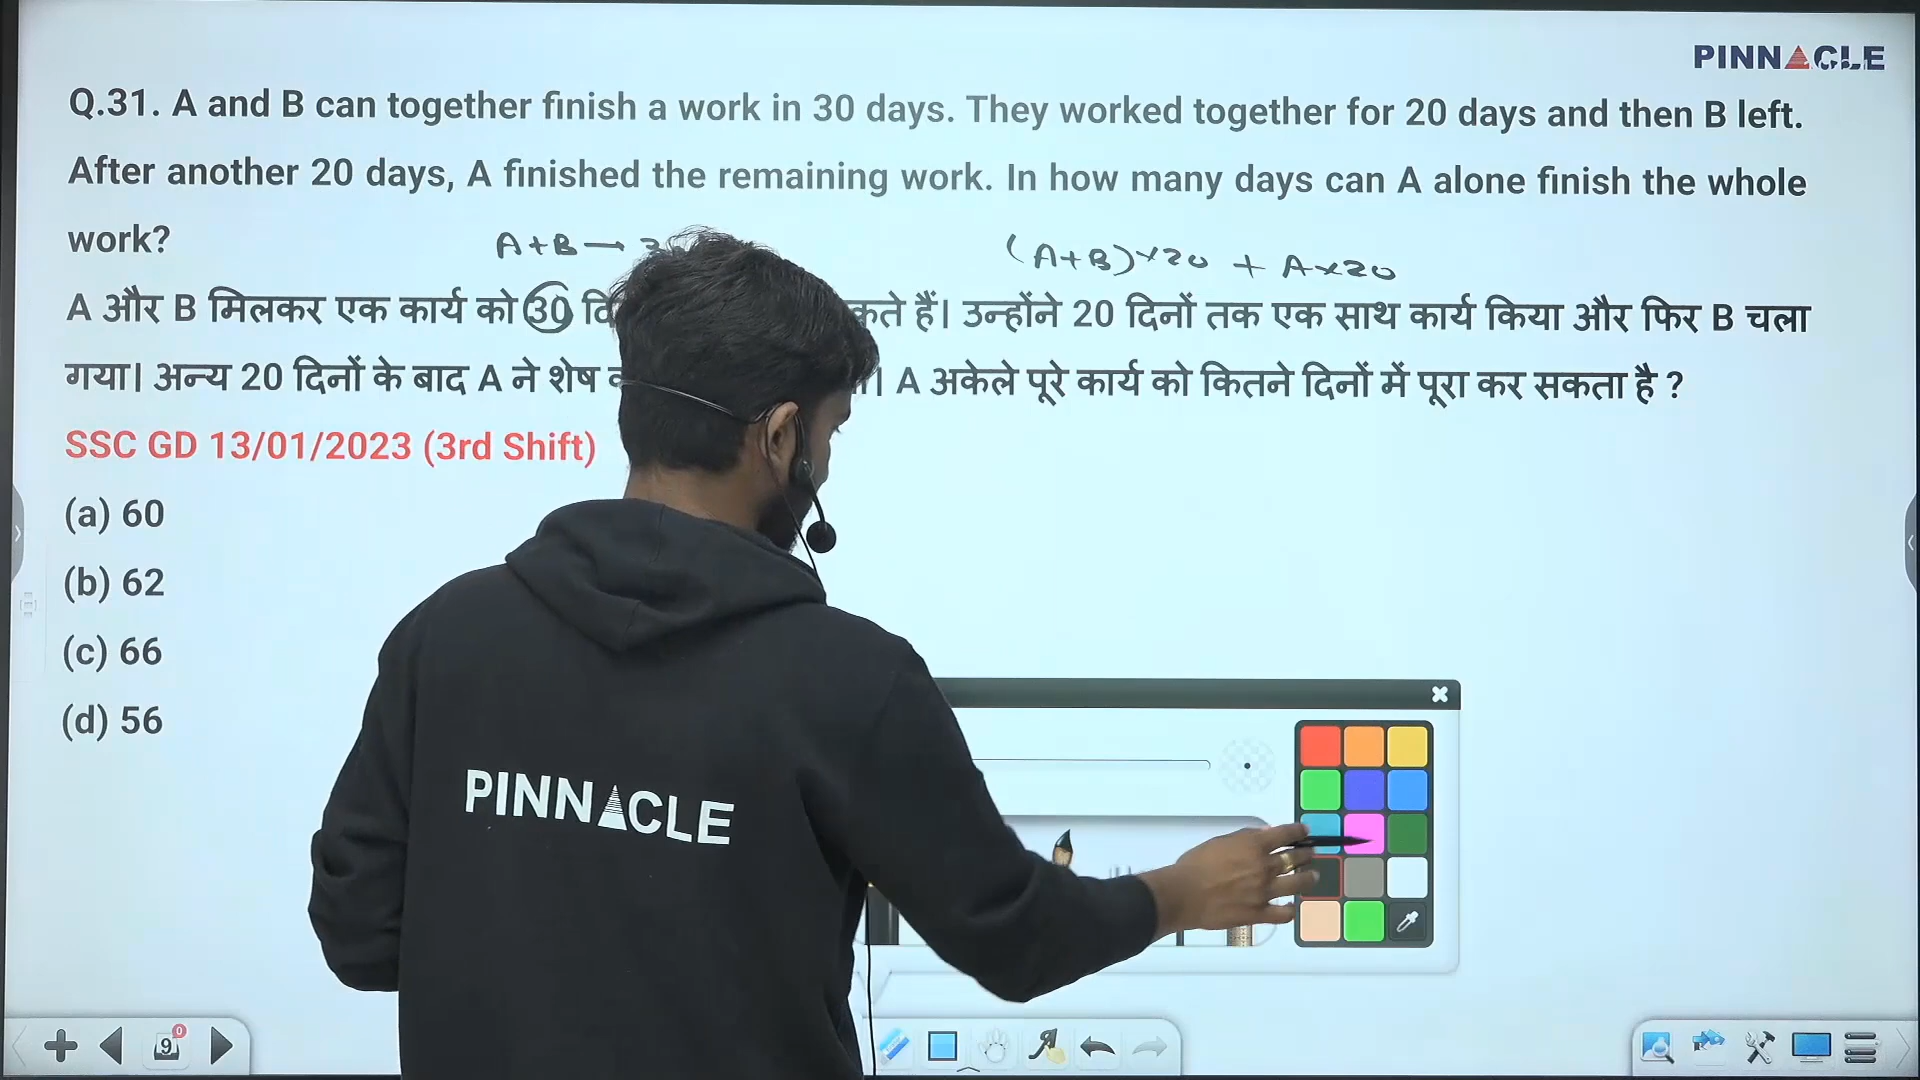 PINNACLE
Q.31. A and B can together finish a work in 30 days. They worked together for 20 days and then B left.
After another 20 days, A finished the remaining work. In how many days can A alone finish the whole
work?
A+B → (A+B)×20 + A×20
A और B मिलकर एक कार्य को 30 हैं। उन्होंने 20 दिनों तक एक साथ कार्य किया और फिर B चला
गया। अन्य 20 दिनों के बाद A ने शेष A अकेले पूरे कार्य को कितने दिनों में पूरा कर सकता है ?
SSC GD 13/01/2023 (3rd Shift)
(a) 60
(b) 62
(c) 66
(d) 56
PINNACLE
9 0